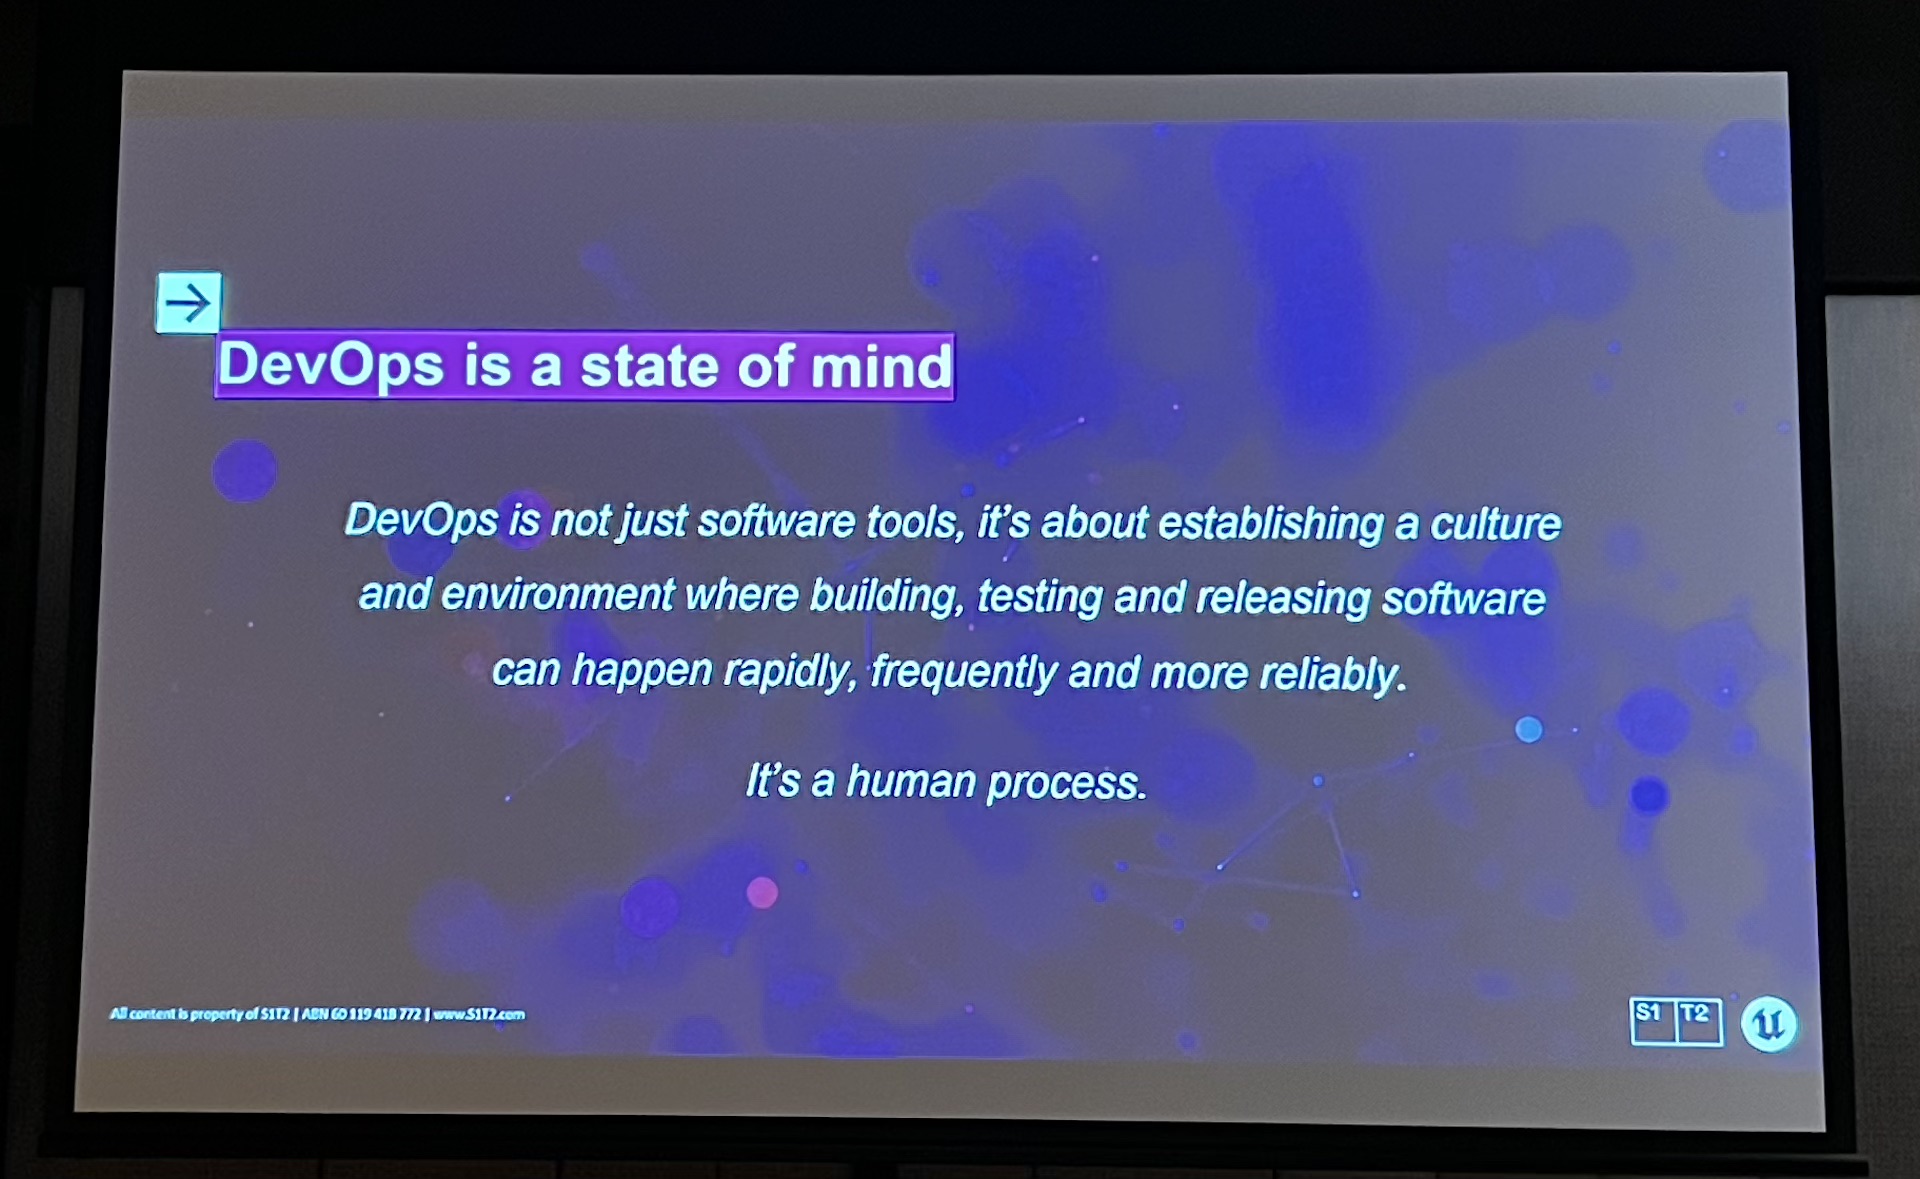 DevOps is a state of mind
DevOps is not just software tools, it's about establishing a culture
and environment where building, testing and releasing software
can happen rapidly, frequently and more reliably.
It's a human process.
All content is property of S1T2 | ABN 60 119 418 772 | www.S1T2.com
S1 T2